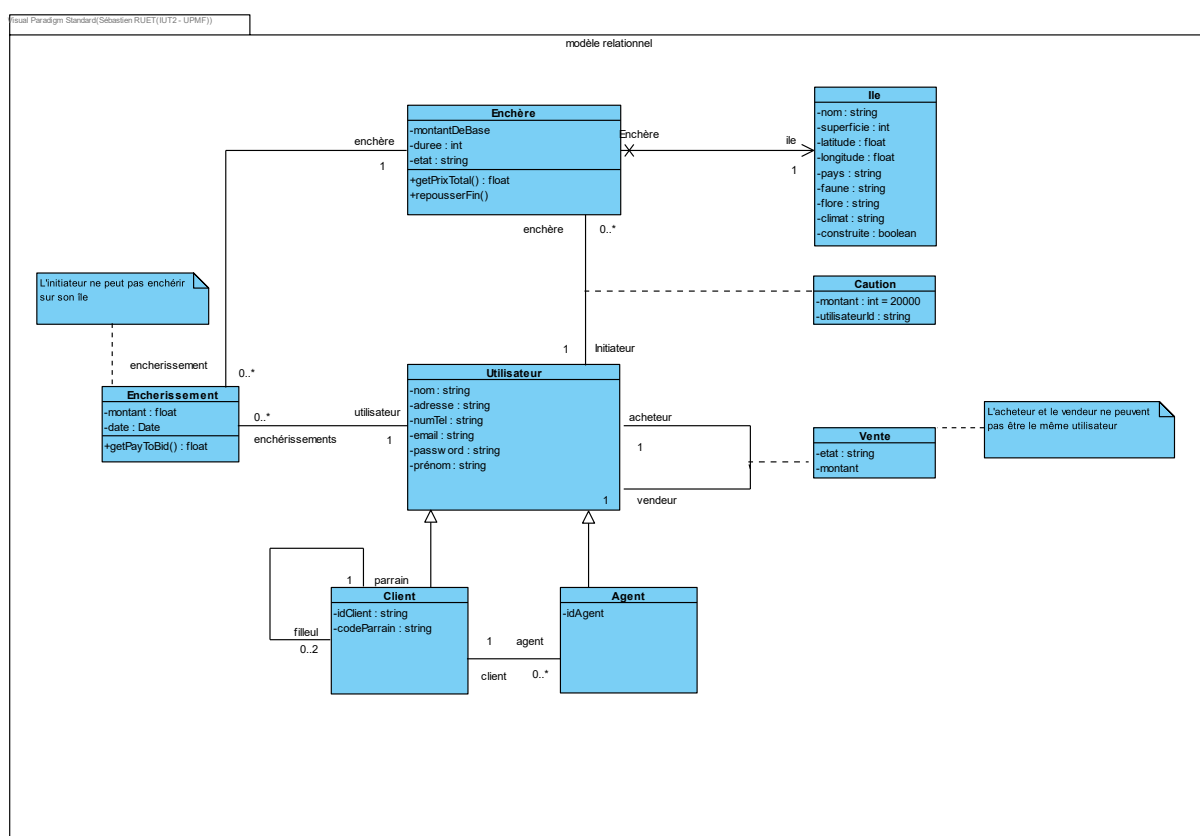 Visual Paradigm Standard(Sébastien RUET(IUT2 - UPMF))
modèle relationnel
Enchère
-montantDeBase
-duree : int
-etat : string
+getPrixTotal() : float
+repousserFin()
Ile
-nom : string
-superficie : int
-latitude : float
-longitude : float
-pays : string
-faune : string
-flore : string
-climat : string
-construite : boolean
enchère
1
Enchère
ile
1
enchère
0..*
L'initiateur ne peut pas enchérir
sur son île
Caution
-montant : int = 20000
-utilisateurId : string
1
Initiateur
encherissement
0..*
Encherissement
-montant : float
-date : Date
+getPayToBid() : float
0..*
enchérissements
utilisateur
1
Utilisateur
-nom : string
-adresse : string
-numTel : string
-email : string
-password : string
-prénom : string
acheteur
1
1
vendeur
Vente
-etat : string
-montant
L'acheteur et le vendeur ne peuvent
pas être le même utilisateur
1
parrain
filleul
0..2
Client
-idClient : string
-codeParrain : string
1
agent
client
0..*
Agent
-idAgent